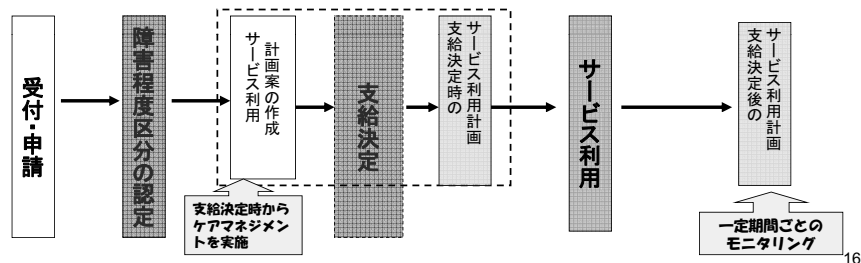 受付・申請
障害程度区分の認定
サービス利用
計画案の作成
支給決定
支給決定時の
サービス利用計画
サービス利用
支給決定後の
サービス利用計画
支給決定時から
ケアマネジメン
トを実施
一定期間ごとの
モニタリング
16